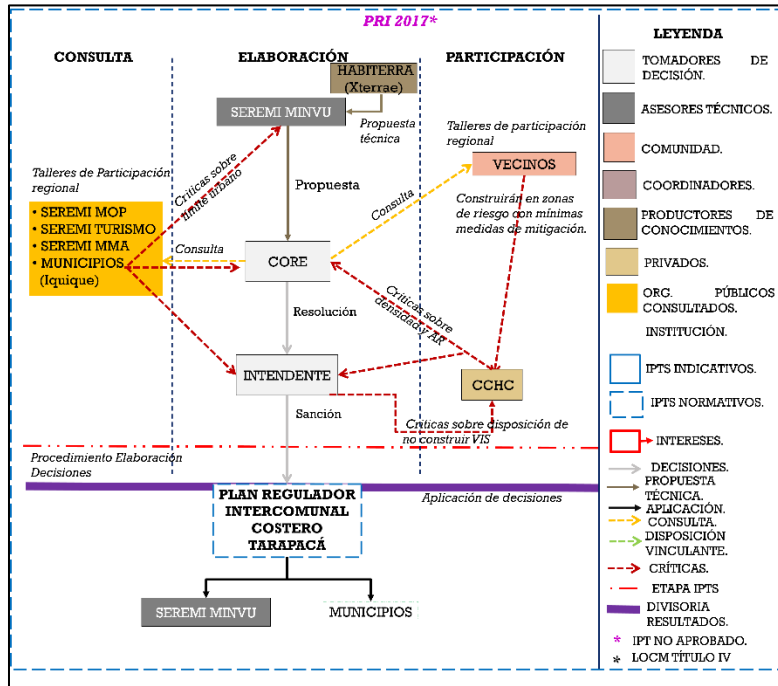 PRI 2017*
CONSULTA
ELABORACIÓN
PARTICIPACIÓN
HABITERRA
(Xterrae)
SEREMI MINVU
Propuesta
técnica
Talleres de participación
regional
VECINOS
Talleres de Participación
regional
• SEREMI MOP
• SEREMI TURISMO
• SEREMI MMA
• MUNICIPIOS
(Iquique)
Críticas sobre
límite urbano
Propuesta
Consulta
Consulta
Construirán en zonas
de riesgo con mínimas
medidas de mitigación.
CORE
Resolución
Críticas sobre
densidad y AR
INTENDENTE
CCHC
Sanción
Críticas sobre disposición de
no construir VIS
Procedimiento Elaboración
Decisiones
Aplicación de decisiones
PLAN REGULADOR
INTERCOMUNAL
COSTERO
TARAPACÁ
SEREMI MINVU
MUNICIPIOS
LEYENDA
TOMADORES DE
DECISIÓN.
ASESORES TÉCNICOS.
COMUNIDAD.
COORDINADORES.
PRODUCTORES DE
CONOCIMIENTOS.
PRIVADOS.
ORG. PÚBLICOS
CONSULTADOS.
INSTITUCIÓN.
IPTS INDICATIVOS.
IPTS NORMATIVOS.
INTERESES.
DECISIONES.
PROPUESTA
TÉCNICA.
APLICACIÓN.
CONSULTA.
DISPOSICIÓN
VINCULANTE.
CRÍTICAS.
ETAPA IPTS
DIVISORIA
RESULTADOS.
* IPT NO APROBADO.
* LOCM TÍTULO IV